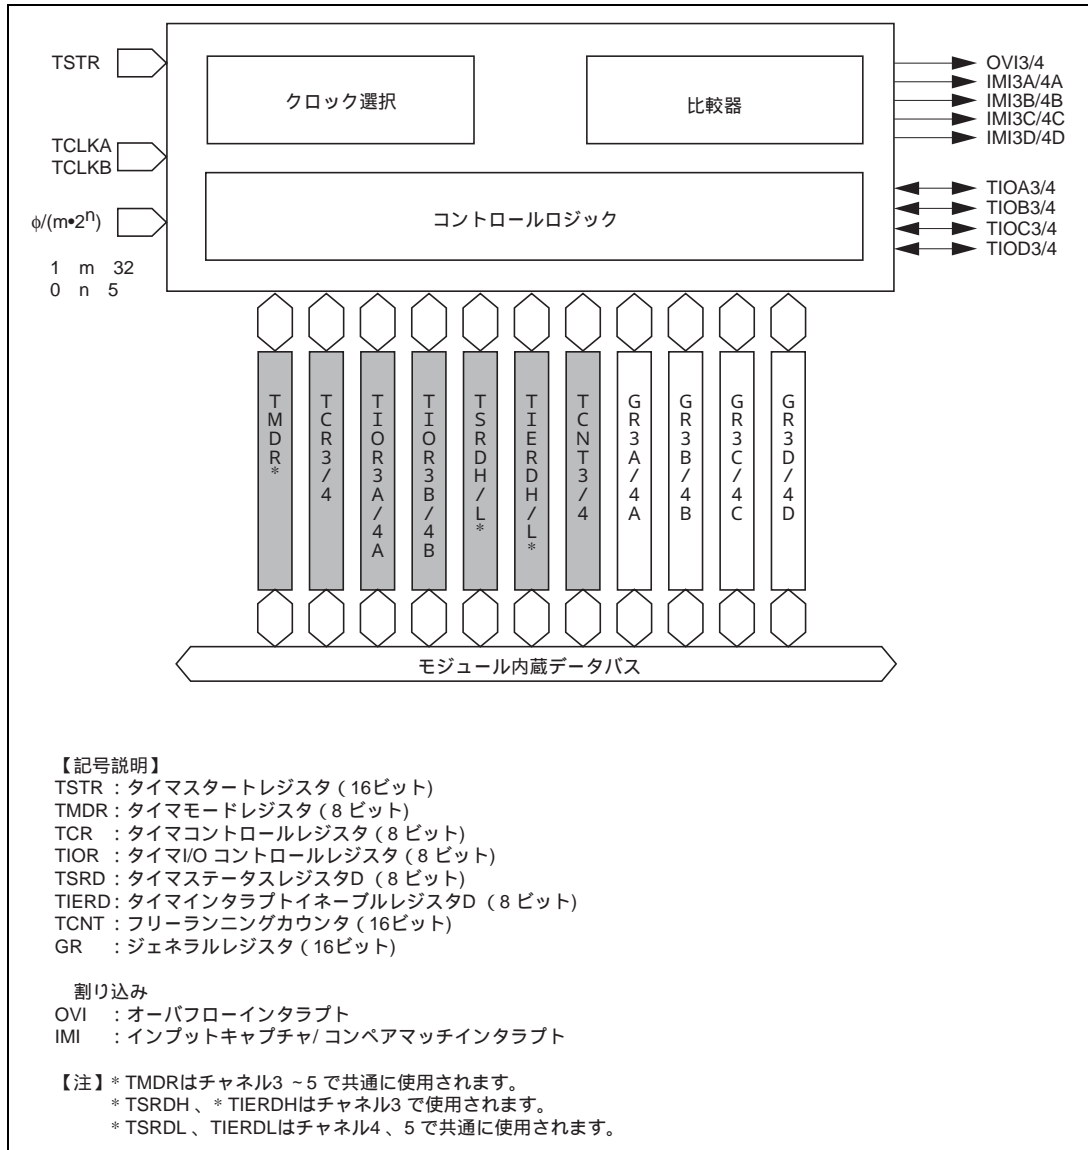 TSTR
クロック選択
比較器
OVI3/4
IMI3A/4A
IMI3B/4B
IMI3C/4C
IMI3D/4D
TCLKA
TCLKB
コントロールロジック
TIOA3/4
TIOB3/4
TIOC3/4
TIOD3/4
φ/(m•2ⁿ)
1 m 32
0 n 5
TMDR*
TCR3/4
TIOR3A/4A
TIOR3B/4B
TSRDH/L*
TIERDH/L*
TCNT3/4
GR3A/4A
GR3B/4B
GR3C/4C
GR3D/4D
モジュール内蔵データバス
【記号説明】
TSTR : タイマスタートレジスタ ( 16ビット)
TMDR : タイマモードレジスタ ( 8 ビット)
TCR : タイマコントロールレジスタ ( 8 ビット)
TIOR : タイマI/O コントロールレジスタ ( 8 ビット)
TSRD : タイマステータスレジスタD ( 8 ビット)
TIERD : タイマインタラプトイネーブルレジスタD ( 8 ビット)
TCNT : フリーランニングカウンタ ( 16ビット)
GR : ジェネラルレジスタ ( 16ビット)
割り込み
OVI : オーバフローインタラプト
IMI : インプットキャプチャ/ コンペアマッチインタラプト
【注】* TMDRはチャネル3 ~5 で共通に使用されます。
* TSRDH 、* TIERDHはチャネル3 で使用されます。
* TSRDL 、TIERDLはチャネル4 、5 で共通に使用されます。